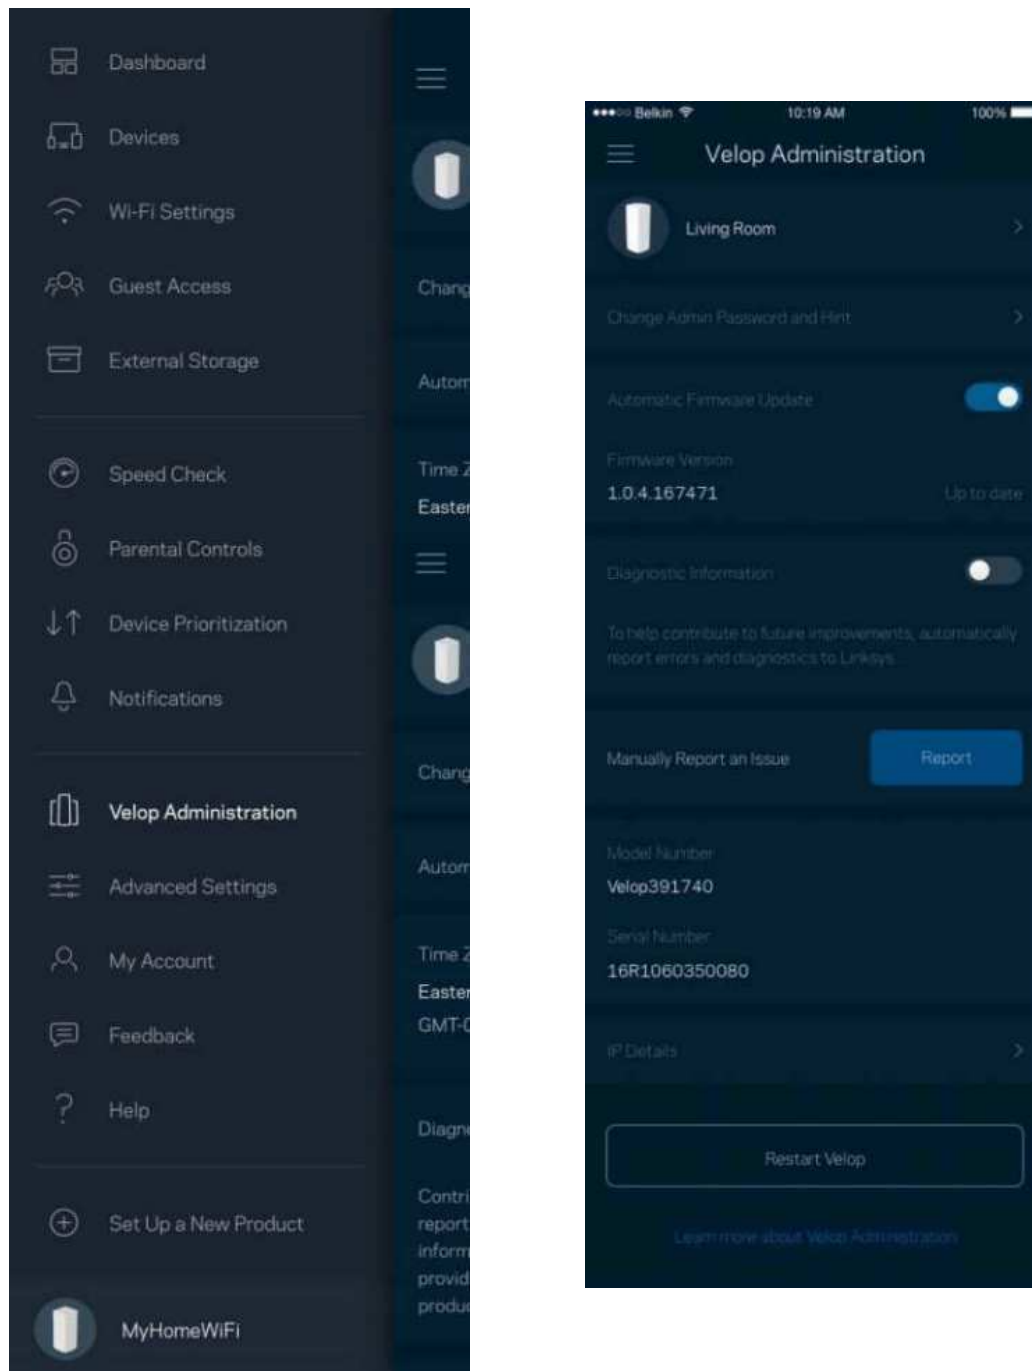 Dashboard
Devices
Wi-Fi Settings
Guest Access
External Storage
Speed Check
Parental Controls
Device Prioritization
Notifications
Velop Administration
Advanced Settings
My Account
Feedback
Help
Set Up a New Product
MyHomeWiFi
Chang
Autom
Time Z
Easter
Chang
Autom
Time Z
Easter
GMT-0
Diagn
Contri
report
inform
provid
produ
Belkin
10:19 AM
100%
Velop Administration
Living Room
Change Admin Password and Hint
Automatic Firmware Update
Firmware Version
1.0.4.167471
Up to date
Diagnostic Information
To help contribute to future improvements, automatically
report errors and diagnostics to Linksys.
Manually Report an Issue
Report
Model Number
Velop391740
Serial Number
16R1060350080
IP Details
Restart Velop
Learn more about Velop Administration